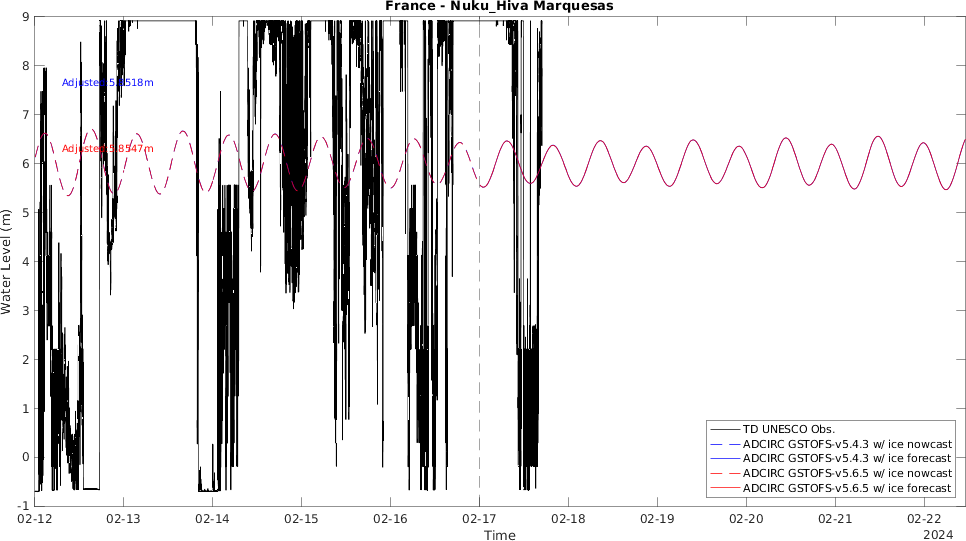 France - Nuku_Hiva Marquesas
9
8
7
6
5
4
3
2
1
0
-1
Water Level (m)
Adjusted 5.8547m
02-12
02-13
02-14
02-15
02-16
02-17
02-18
02-19
02-20
02-21
02-22
Time
2024
TD UNESCO Obs.
ADCIRC GSTOFS-v5.4.3 w/ ice nowcast
ADCIRC GSTOFS-v5.4.3 w/ ice forecast
ADCIRC GSTOFS-v5.6.5 w/ ice nowcast
ADCIRC GSTOFS-v5.6.5 w/ ice forecast